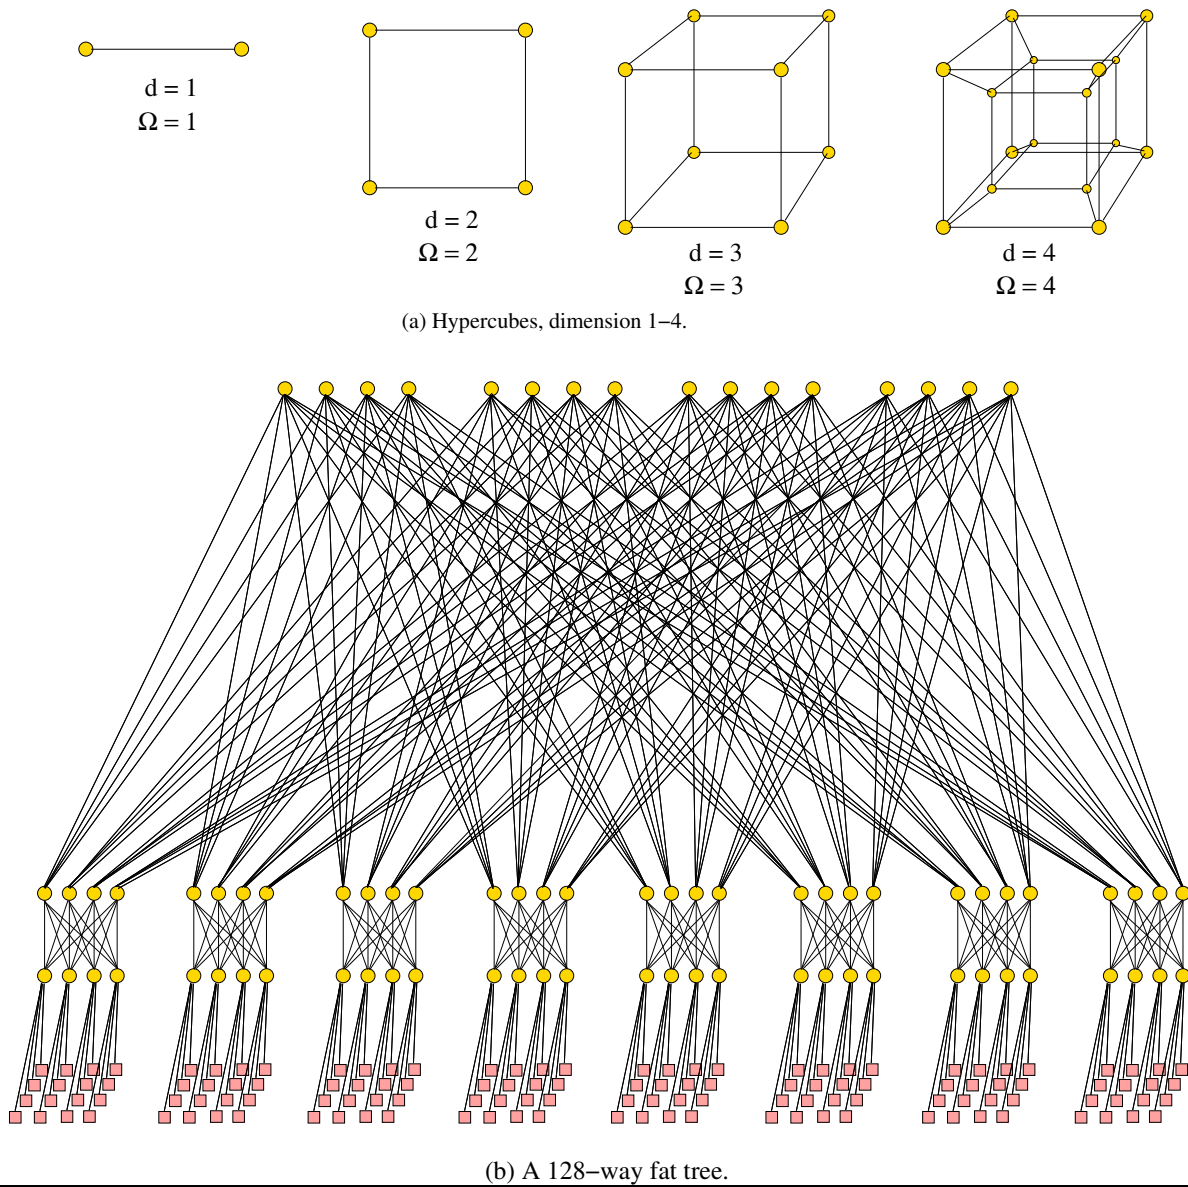 d = 1
Ω = 1
d = 2
Ω = 2
d = 3
Ω = 3
d = 4
Ω = 4
(a) Hypercubes, dimension 1−4.
(b) A 128−way fat tree.